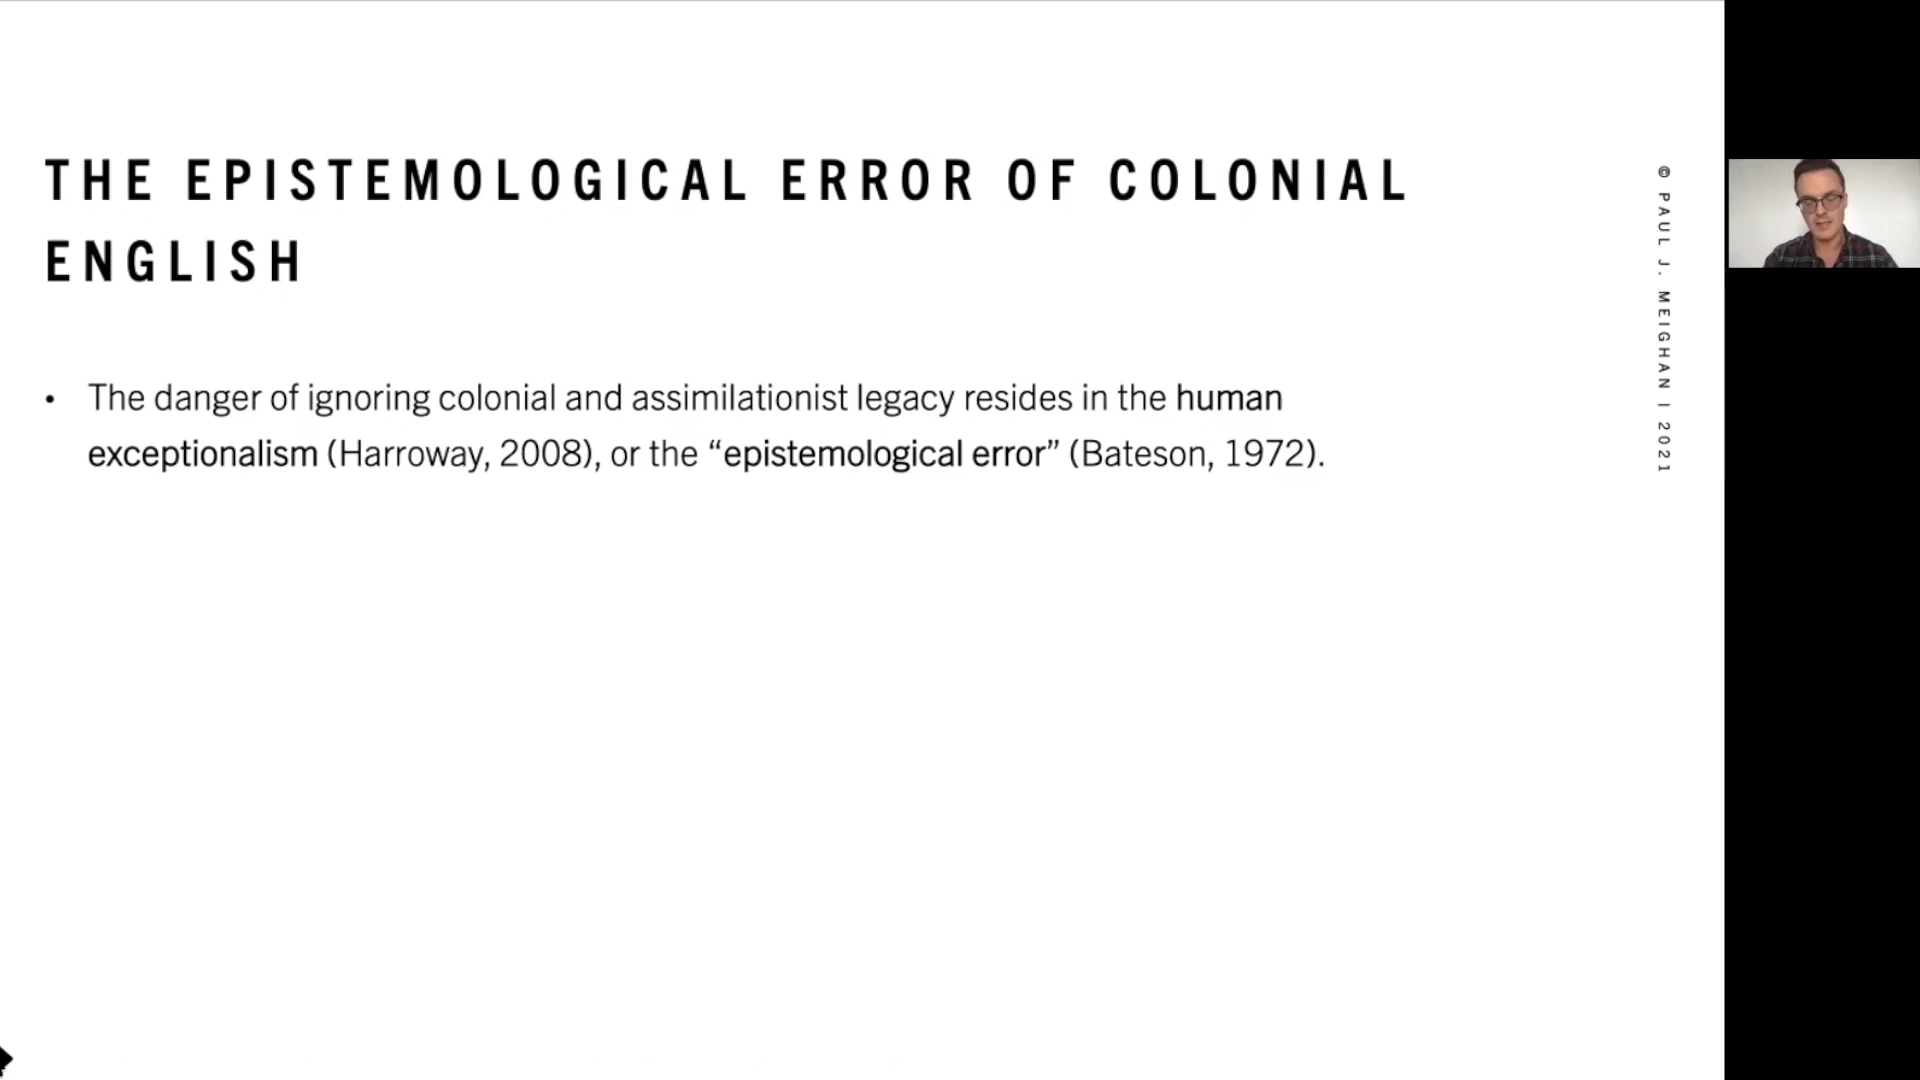 THE EPISTEMOLOGICAL ERROR OF COLONIAL
ENGLISH
• The danger of ignoring colonial and assimilationist legacy resides in the human
exceptionalism (Harroway, 2008), or the “epistemological error” (Bateson, 1972).
© PAUL J. MEIGHAN | 2021